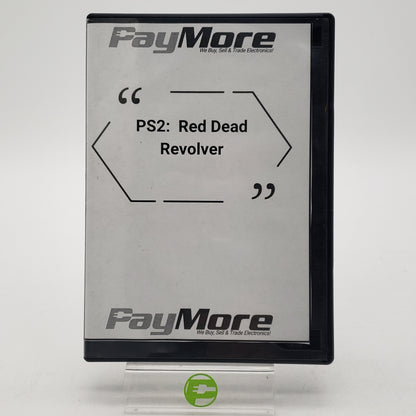 PayMore
We Buy, Sell & Trade Electronics!
“
PS2: Red Dead
Revolver
”
PayMore
We Buy, Sell & Trade Electronics!